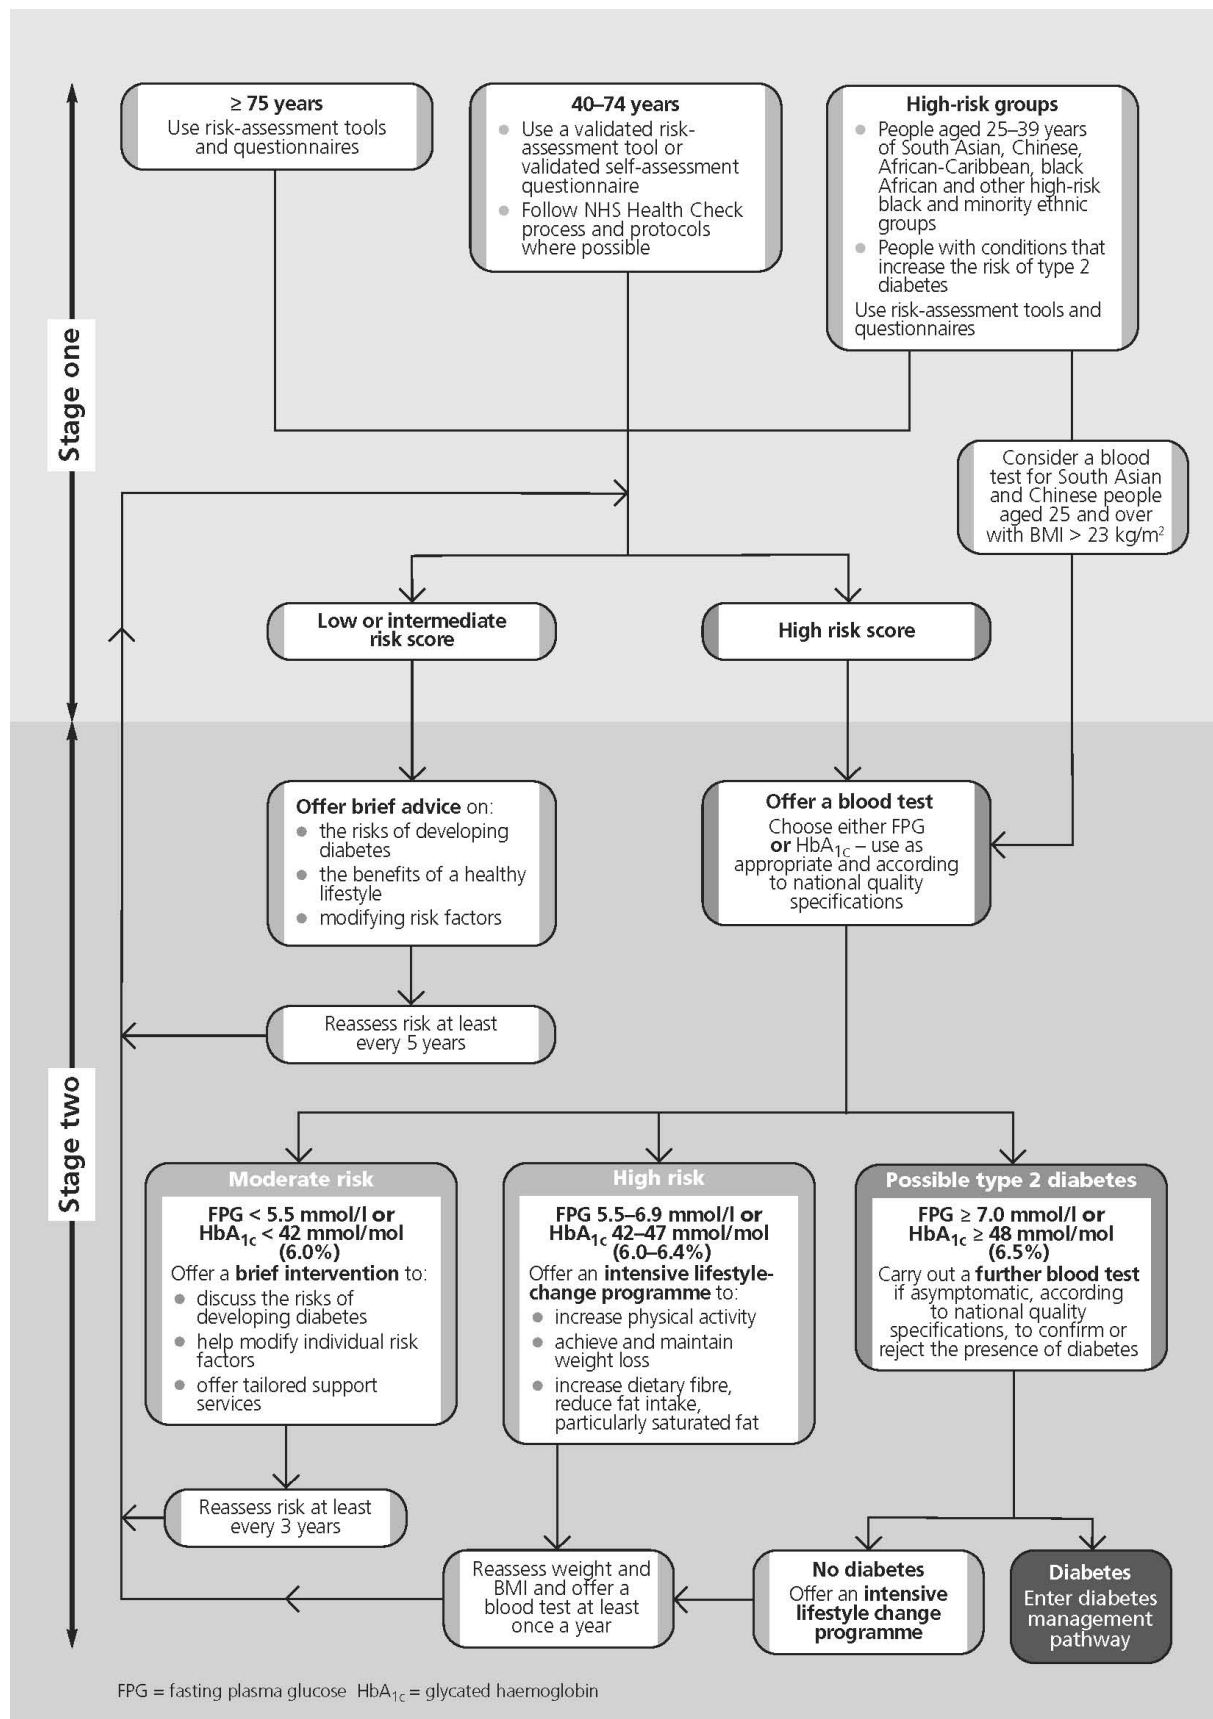 Stage one
≥ 75 years
Use risk-assessment tools
and questionnaires
40–74 years
● Use a validated risk-
assessment tool or
validated self-assessment
questionnaire
● Follow NHS Health Check
process and protocols
where possible
High-risk groups
● People aged 25–39 years
of South Asian, Chinese,
African-Caribbean, black
African and other high-risk
black and minority ethnic
groups
● People with conditions that
increase the risk of type 2
diabetes
Use risk-assessment tools and
questionnaires
Consider a blood
test for South Asian
and Chinese people
aged 25 and over
with BMI > 23 kg/m²
Low or intermediate
risk score
High risk score
Stage two
Offer brief advice on:
● the risks of developing
diabetes
● the benefits of a healthy
lifestyle
● modifying risk factors
Offer a blood test
Choose either FPG
or HbA1c – use as
appropriate and according
to national quality
specifications
Reassess risk at least
every 5 years
Moderate risk
FPG < 5.5 mmol/l or
HbA1c < 42 mmol/mol
(6.0%)
Offer a brief intervention to:
● discuss the risks of
developing diabetes
● help modify individual risk
factors
● offer tailored support
services
High risk
FPG 5.5–6.9 mmol/l or
HbA1c 42–47 mmol/mol
(6.0–6.4%)
Offer an intensive lifestyle-
change programme to:
● increase physical activity
● achieve and maintain
weight loss
● increase dietary fibre,
reduce fat intake,
particularly saturated fat
Possible type 2 diabetes
FPG ≥ 7.0 mmol/l or
HbA1c ≥ 48 mmol/mol
(6.5%)
Carry out a further blood test
if asymptomatic, according
to national quality
specifications, to confirm or
reject the presence of diabetes
Reassess risk at least
every 3 years
Reassess weight and
BMI and offer a
blood test at least
once a year
No diabetes
Offer an intensive
lifestyle change
programme
Diabetes
Enter diabetes
management
pathway
FPG = fasting plasma glucose HbA1c = glycated haemoglobin